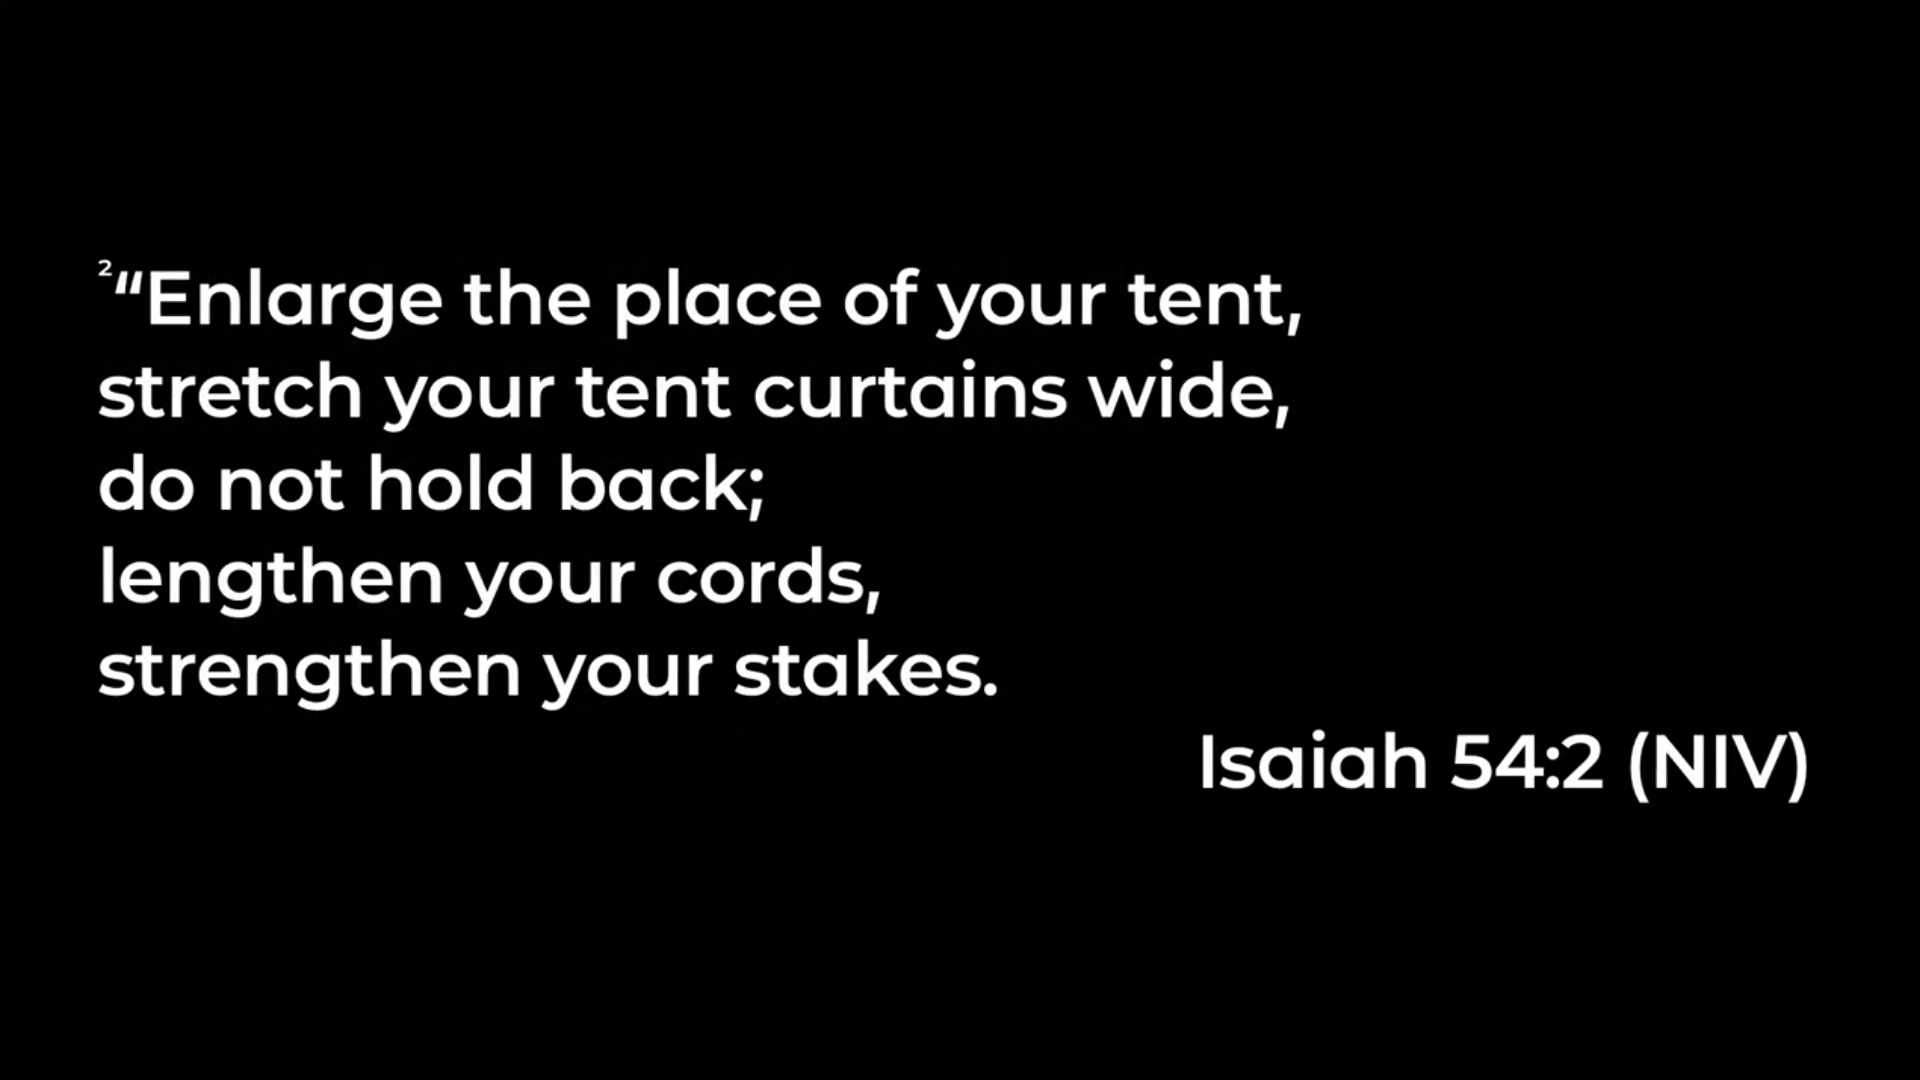 ²“Enlarge the place of your tent,
stretch your tent curtains wide,
do not hold back;
lengthen your cords,
strengthen your stakes.
Isaiah 54:2 (NIV)